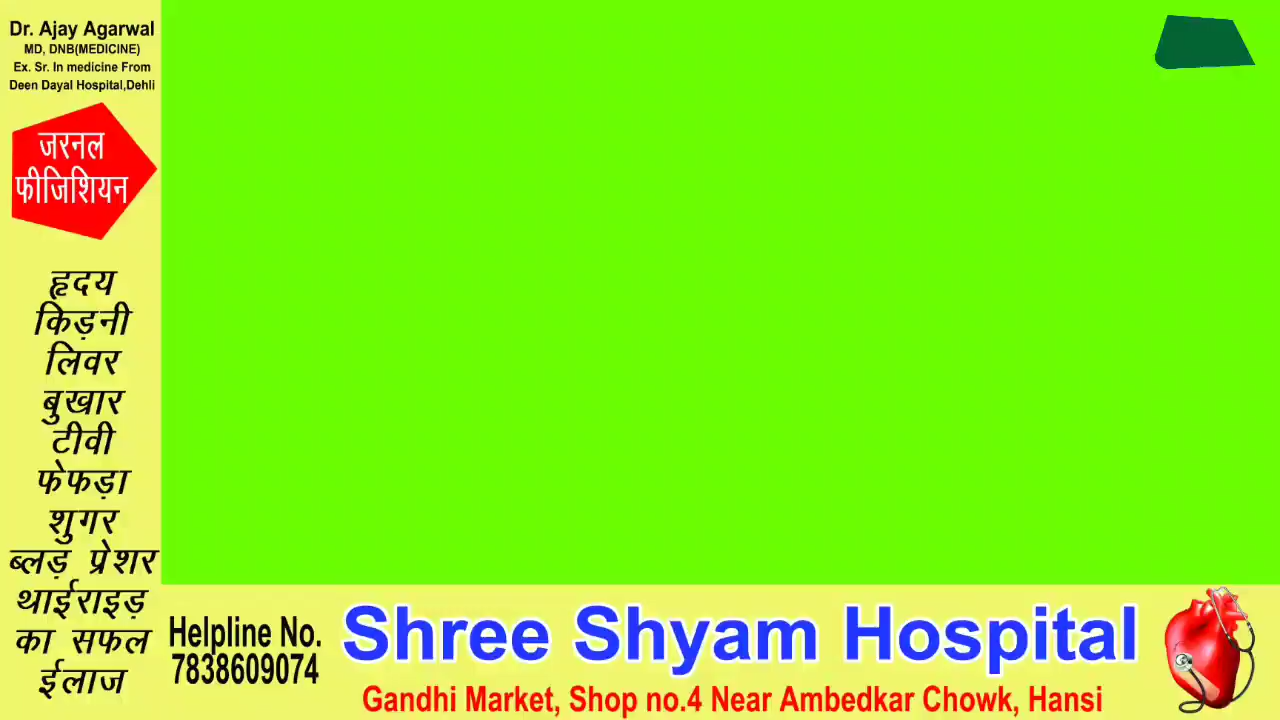 Dr. Ajay Agarwal
MD, DNB(MEDICINE)
Ex. Sr. In medicine From
Deen Dayal Hospital,Dehli
जरनल
फीजिशियन
हृदय
किड़नी
लिवर
बुखार
टीवी
फेफड़ा
शुगर
ब्लड़ प्रेशर
थाईराइड़
का सफल
ईलाज
Helpline No.
7838609074
Shree Shyam Hospital
Gandhi Market, Shop no.4 Near Ambedkar Chowk, Hansi